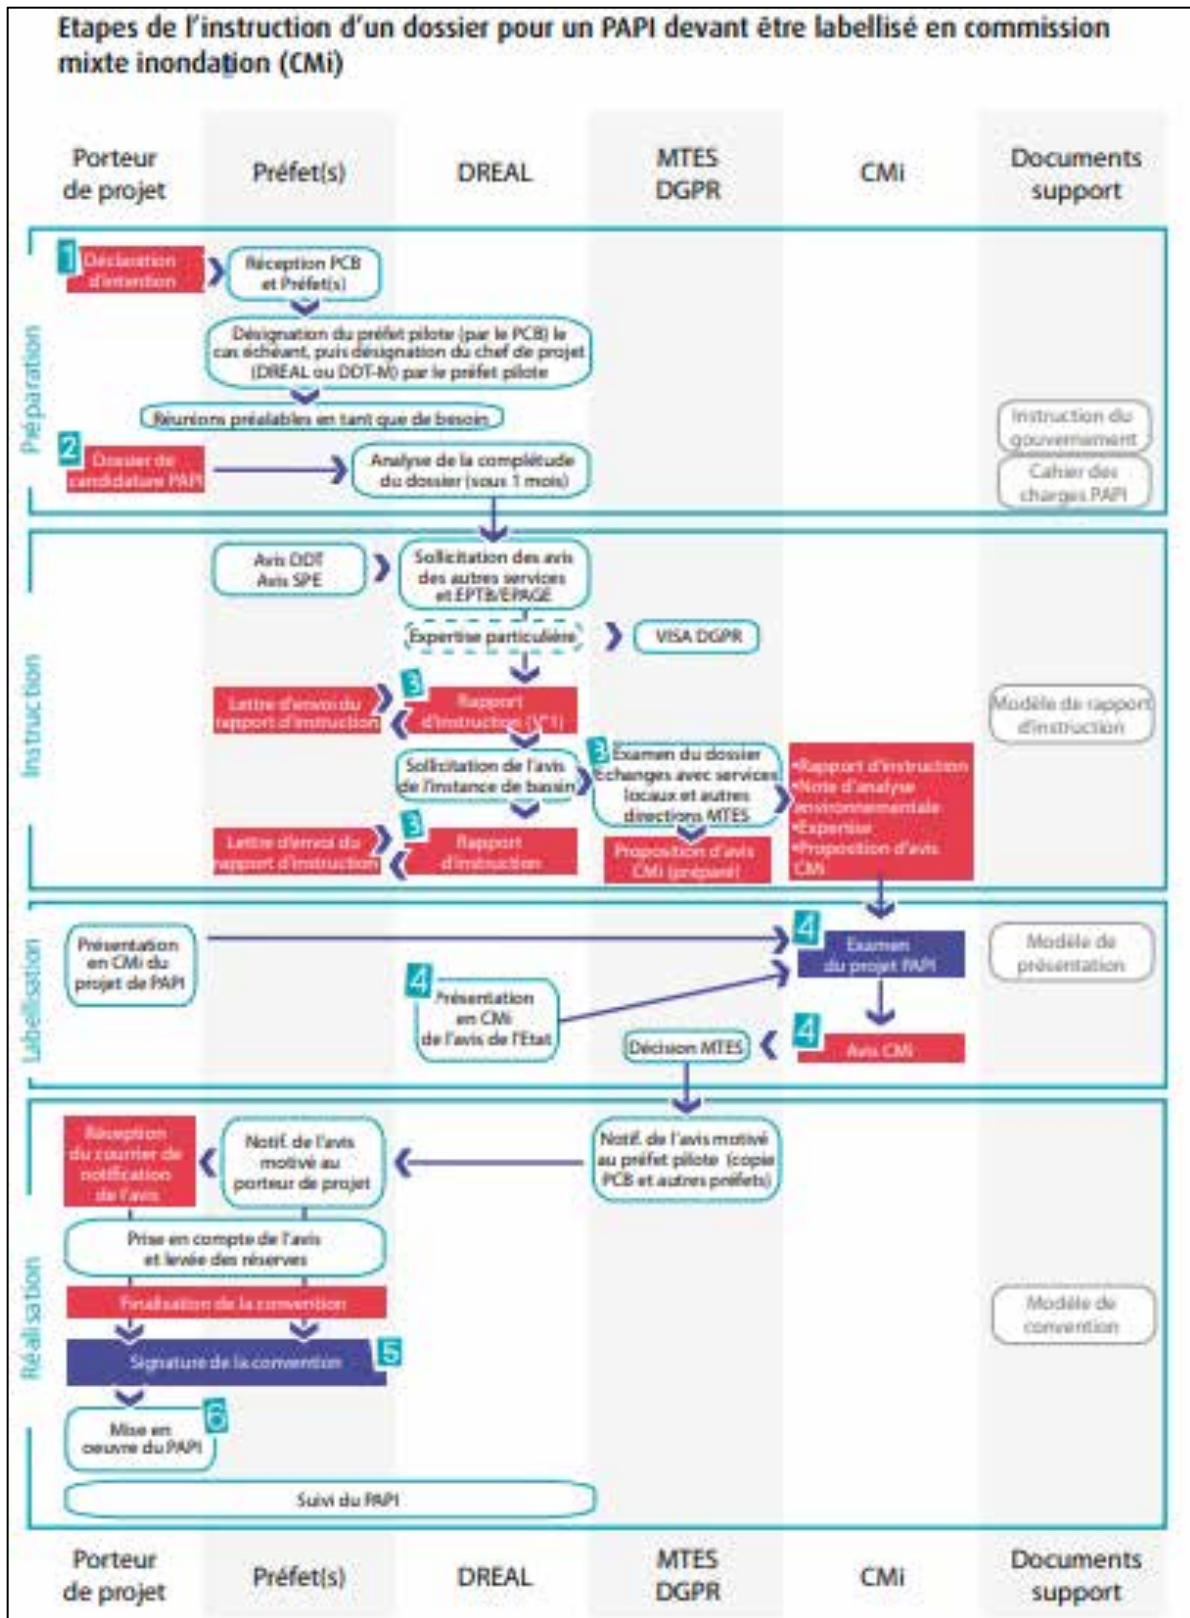 Etapes de l'instruction d'un dossier pour un PAPI devant être labellisé en commission
mixte inondation (CMi)
Porteur
de projet
Préfet(s)
DREAL
MTES
DGPR
CMi
Documents
support
Préparation
1
Déclaration
d'intention
Réception PCB
et Préfet(s)
Désignation du préfet pilote (par le PCB) le
cas échéant, puis désignation du chef de projet
(DREAL ou DDT-M) par le préfet pilote
Réunions préalables en tant que de besoin
2
Dossier de
candidature PAPI
Analyse de la complétude
du dossier (sous 1 mois)
Instruction du
gouvernement
Cahier des
charges PAPI
Instruction
Avis DDT
Avis SPE
Sollicitation des avis
des autres services
et EPTB/EPAGE
Expertise particulière
VISA DGPR
Lettre d'envoi du
rapport d'instruction
3
Rapport
d'instruction (V°1)
Modèle de rapport
d'instruction
Sollicitation de l'avis
de l'instance de bassin
3
Examen du dossier
Echanges avec services
locaux et autres
directions MTES
•Rapport d'instruction
•Note d'analyse
environnementale
•Expertise
•Proposition d'avis
CMi
Lettre d'envoi du
rapport d'instruction
3
Rapport
d'instruction
Proposition d'avis
CMi (préparé)
Labellisation
Présentation
en CMi du
projet de PAPI
4
Présentation
en CMi
de l'avis de l'Etat
4
Examen
du projet PAPI
Modèle de
présentation
Décision MTES
4
Avis CMi
Réalisation
Réception
du courrier de
notification
de l'avis
Notif. de l'avis
motivé au
porteur de projet
Notif. de l'avis motivé
au préfet pilote (copie
PCB et autres préfets)
Prise en compte de l'avis
et levée des réserves
Finalisation de la convention
Modèle de
convention
Signature de la convention
5
Mise en
oeuvre du PAPI
6
Suivi du PAPI
Porteur
de projet
Préfet(s)
DREAL
MTES
DGPR
CMi
Documents
support